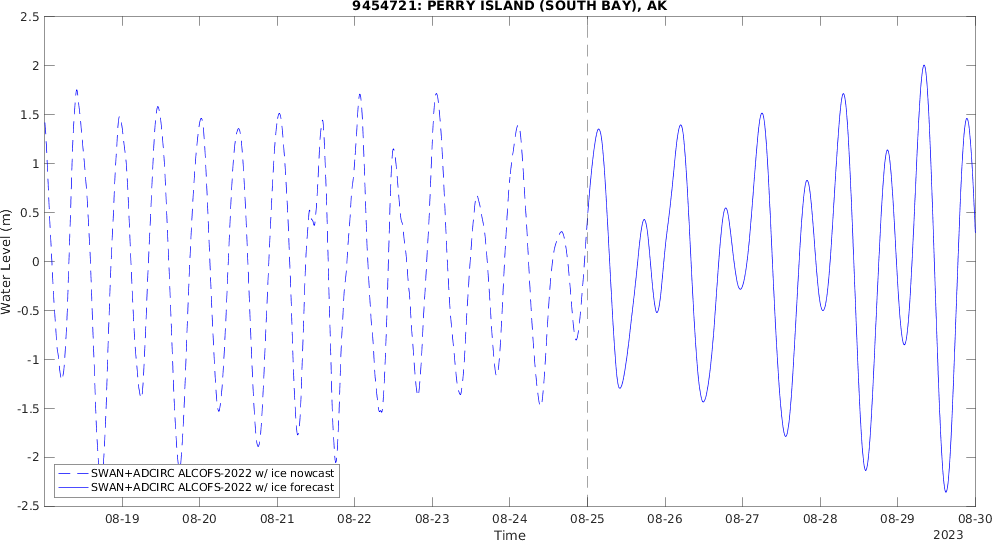 9454721: PERRY ISLAND (SOUTH BAY), AK
2.5
2
1.5
1
0.5
0
-0.5
-1
-1.5
-2
-2.5
Water Level (m)
SWAN+ADCIRC ALCOFS-2022 w/ ice nowcast
SWAN+ADCIRC ALCOFS-2022 w/ ice forecast
08-19 08-20 08-21 08-22 08-23 08-24 08-25 08-26 08-27 08-28 08-29 08-30
Time
2023